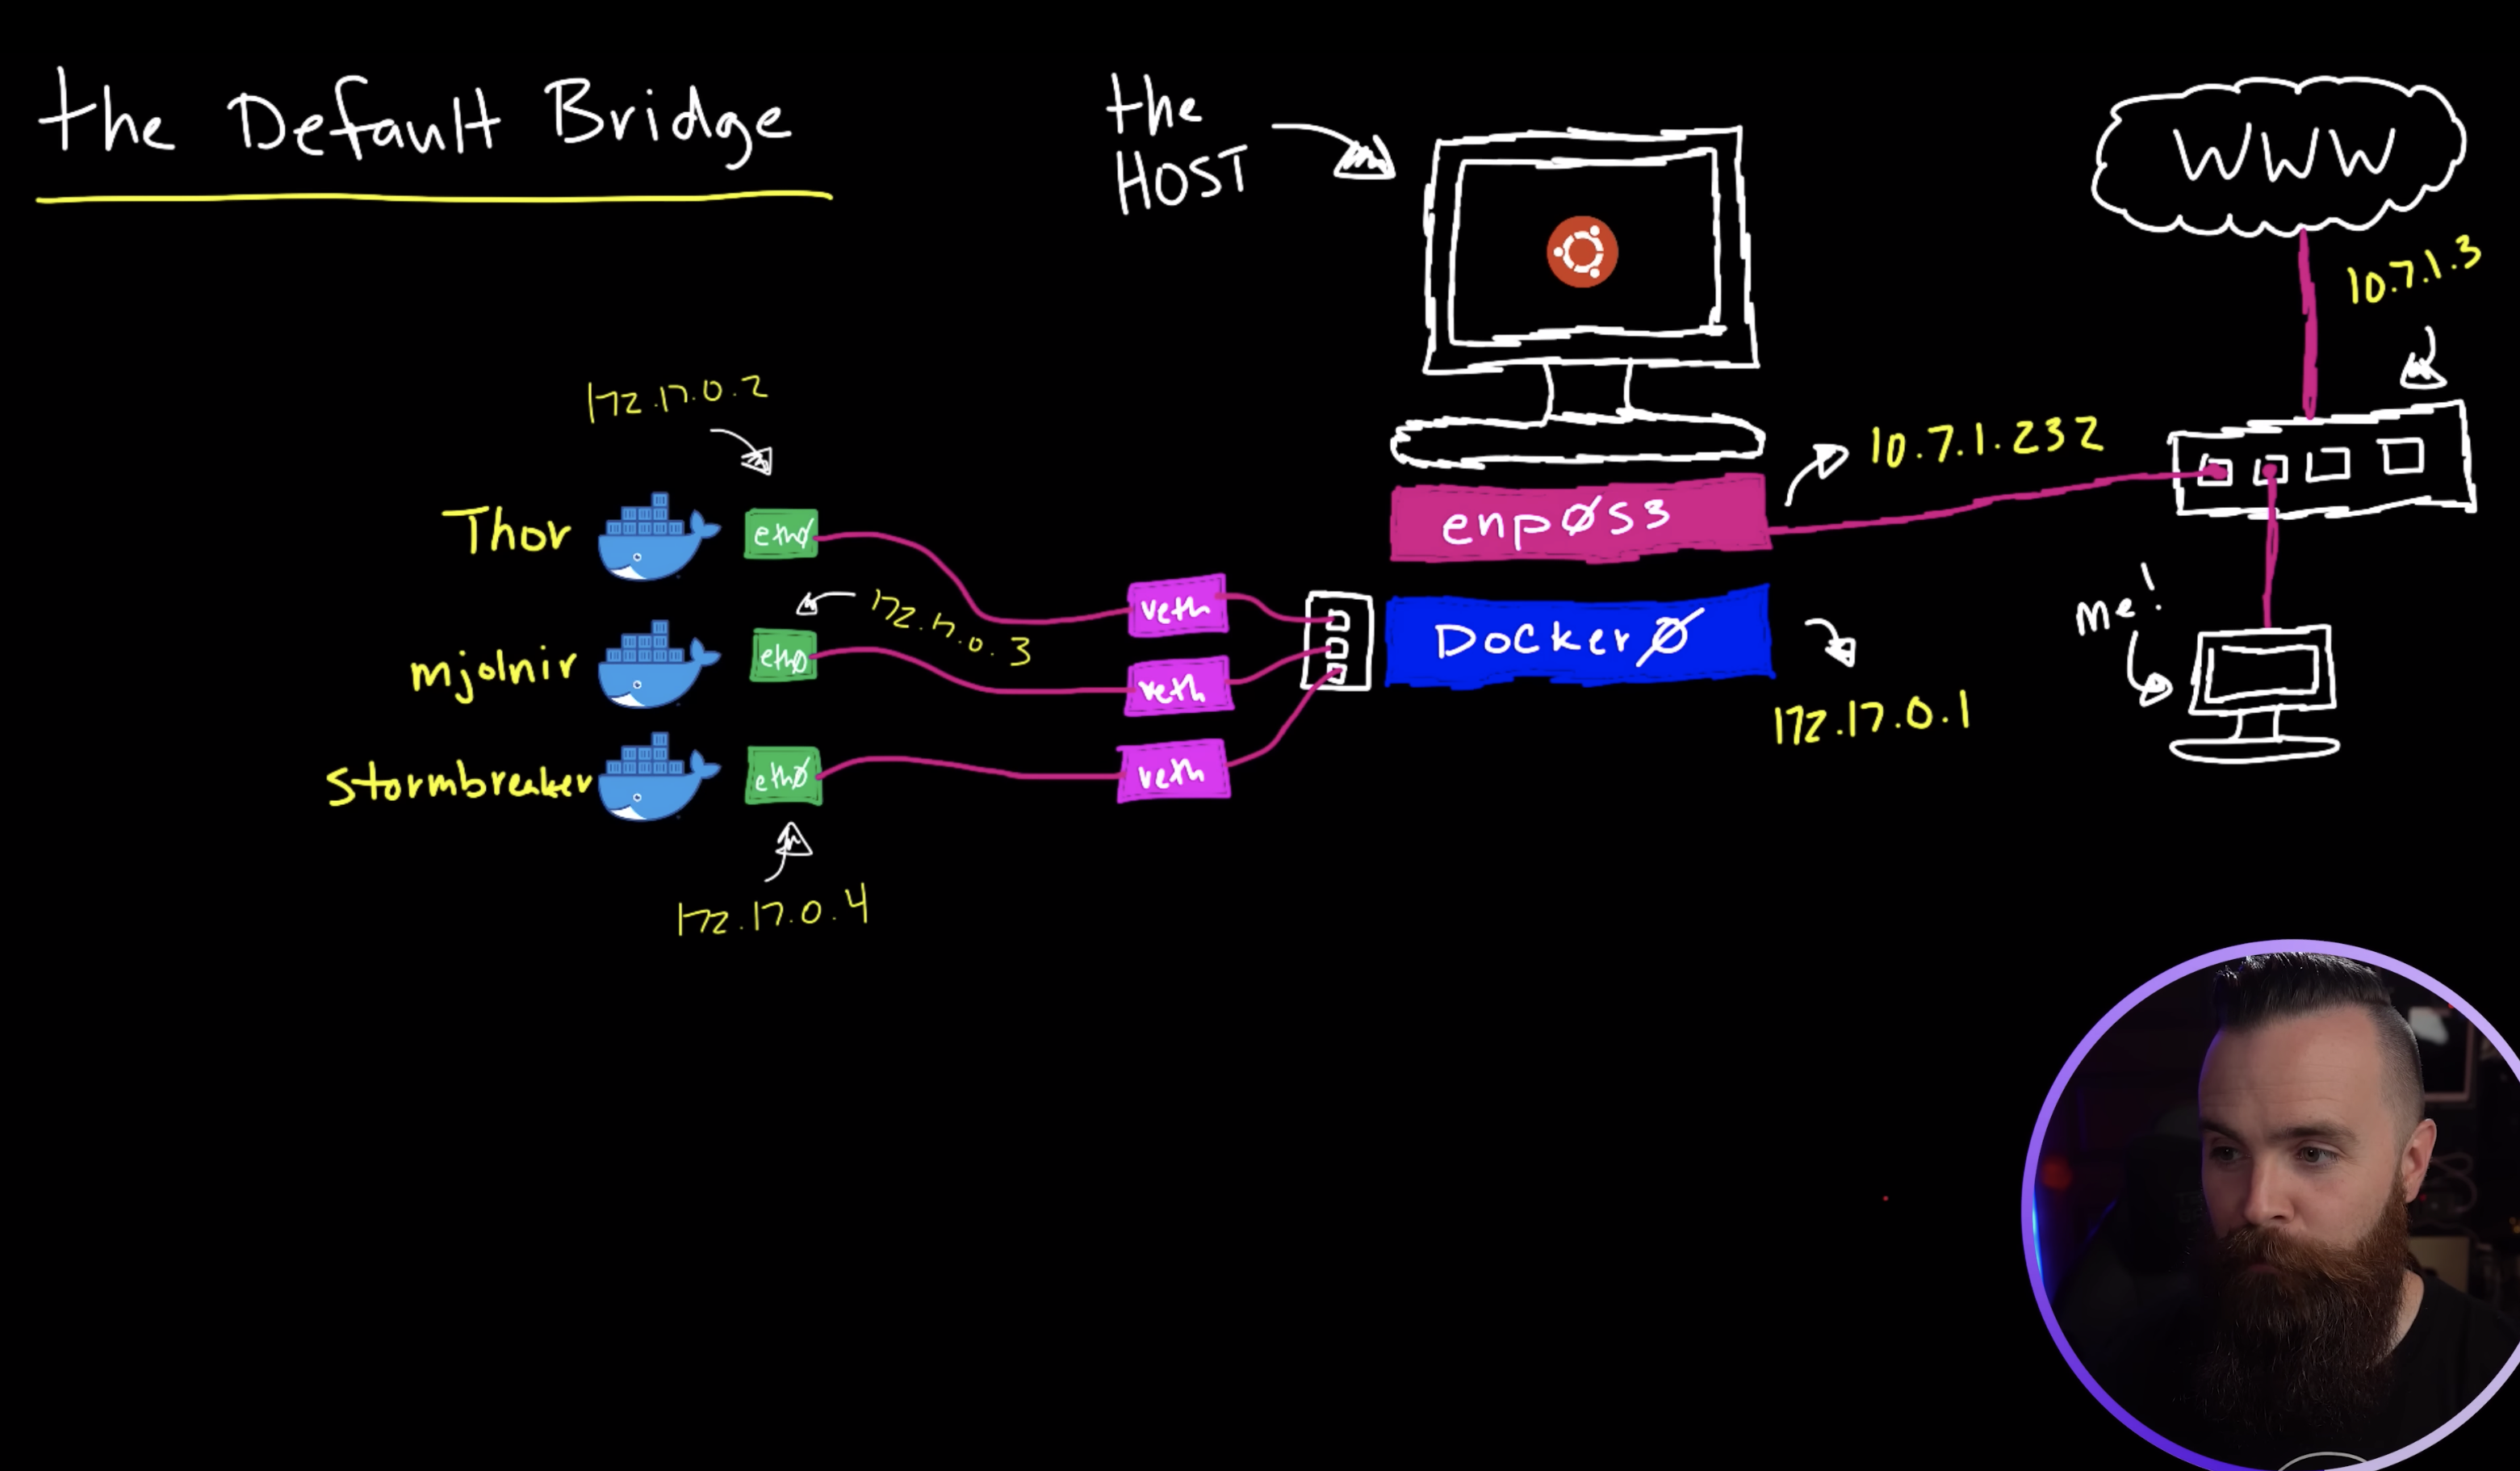 the Default Bridge
the
HOST
WWW
10.7.1.3
172.17.0.2
10.7.1.232
Thor
eth0
enp0s3
veth
172.17.0.3
me!
mjolnir
eth0
veth
Docker0
172.17.0.1
stormbreaker
eth0
veth
172.17.0.4